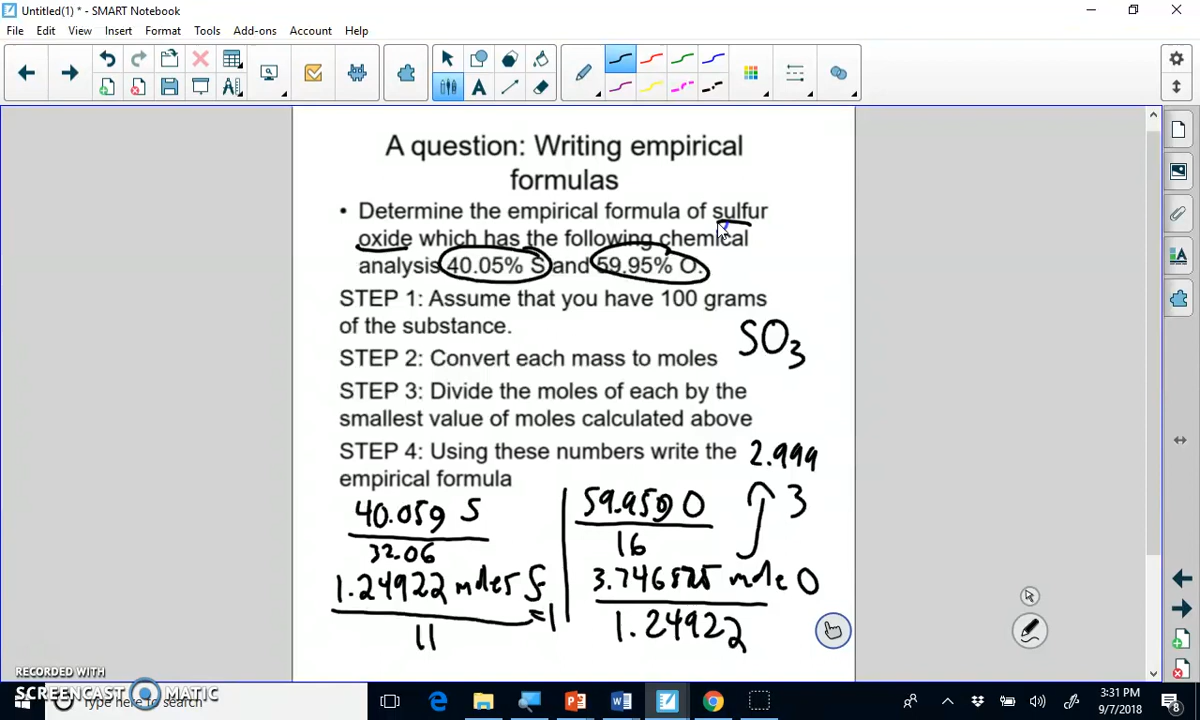 Untitled(1) * - SMART Notebook
File Edit View Insert Format Tools Add-ons Account Help
A question: Writing empirical
formulas
• Determine the empirical formula of sulfur
oxide which has the following chemical
analysis 40.05% S and 59.95% O.
STEP 1: Assume that you have 100 grams
of the substance.
SO3
STEP 2: Convert each mass to moles
STEP 3: Divide the moles of each by the
smallest value of moles calculated above
STEP 4: Using these numbers write the
empirical formula
2.999
3
40.05g S
32.06
1.24922 moles S
=1
11
59.95g O
16
mole O
1.24922
RECORDED WITH
SCREENCAST MATIC
Type here to search
3:31 PM
9/7/2018
8